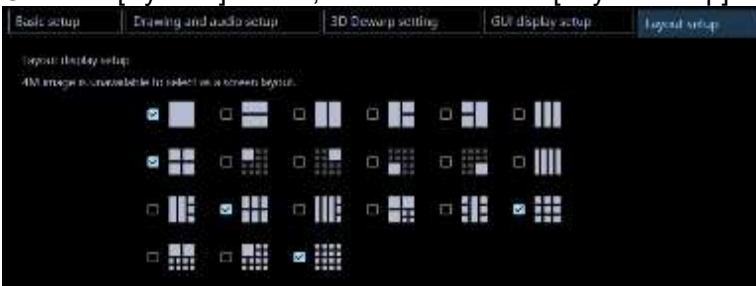 Basic setup Drawing and audio setup 3D Dewarp setting GUI display setup Layout setup
Layout display setup
4M image is unavailable to select as a screen layout.